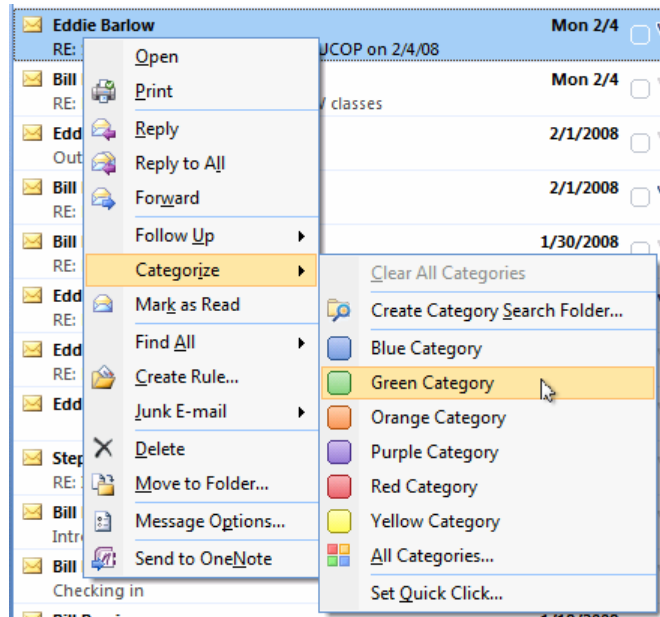 Eddie Barlow Mon 2/4
RE: UCOP on 2/4/08
Bill Mon 2/4
RE: classes
Edd 2/1/2008
Out
Bill 2/1/2008
RE:
Bill 1/30/2008
RE:
Edd
RE:
Edd
RE:
Edd
Step
RE:
Bill
Intro
Bill
Checking in
Open
Print
Reply
Reply to All
Forward
Follow Up
Categorize
Mark as Read
Find All
Create Rule...
Junk E-mail
Delete
Move to Folder...
Message Options...
Send to OneNote
Clear All Categories
Create Category Search Folder...
Blue Category
Green Category
Orange Category
Purple Category
Red Category
Yellow Category
All Categories...
Set Quick Click...